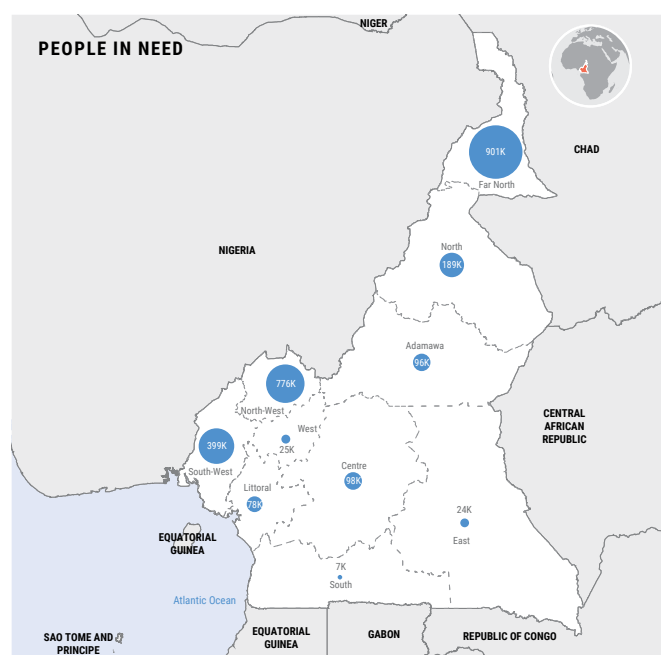 NIGER
PEOPLE IN NEED
CHAD
901K
Far North
NIGERIA
North
189K
Adamawa
96K
776K
North-West
West
399K
25K
South-West
CENTRAL
AFRICAN
REPUBLIC
Centre
98K
Littoral
78K
24K
East
EQUATORIAL
GUINEA
7K
South
Atlantic Ocean
SAO TOME AND
PRINCIPE
EQUATORIAL
GUINEA
GABON
REPUBLIC OF CONGO